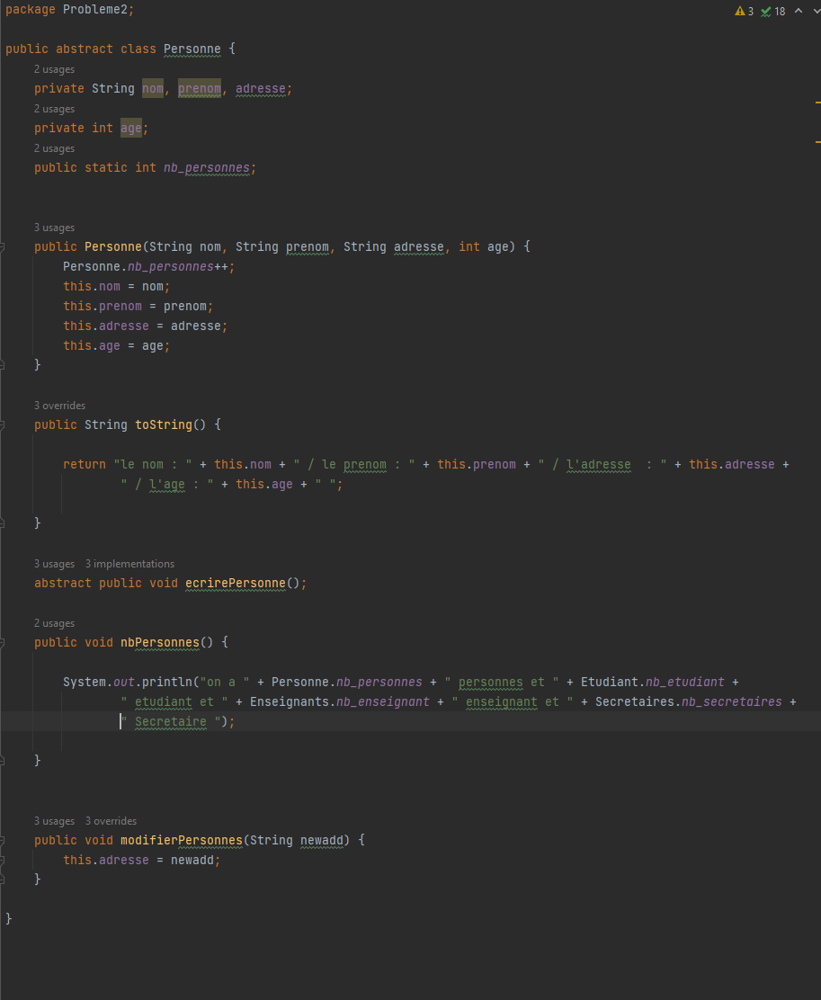 package Probleme2;
3 18
public abstract class Personne {
2 usages
private String nom, prenom, adresse;
2 usages
private int age;
2 usages
public static int nb_personnes;
3 usages
public Personne(String nom, String prenom, String adresse, int age) {
Personne.nb_personnes++;
this.nom = nom;
this.prenom = prenom;
this.adresse = adresse;
this.age = age;
}
3 overrides
public String toString() {
return "le nom : " + this.nom + " / le prenom : " + this.prenom + " / l'adresse  : " + this.adresse +
" / l'age : " + this.age + " ";
}
3 usages 3 implementations
abstract public void ecrirePersonne();
2 usages
public void nbPersonnes() {
System.out.println("on a " + Personne.nb_personnes + " personnes et " + Etudiant.nb_etudiant +
" etudiant et " + Enseignants.nb_enseignant + " enseignant et " + Secretaires.nb_secretaires +
" Secretaire ");
}
3 usages 3 overrides
public void modifierPersonnes(String newadd) {
this.adresse = newadd;
}
}